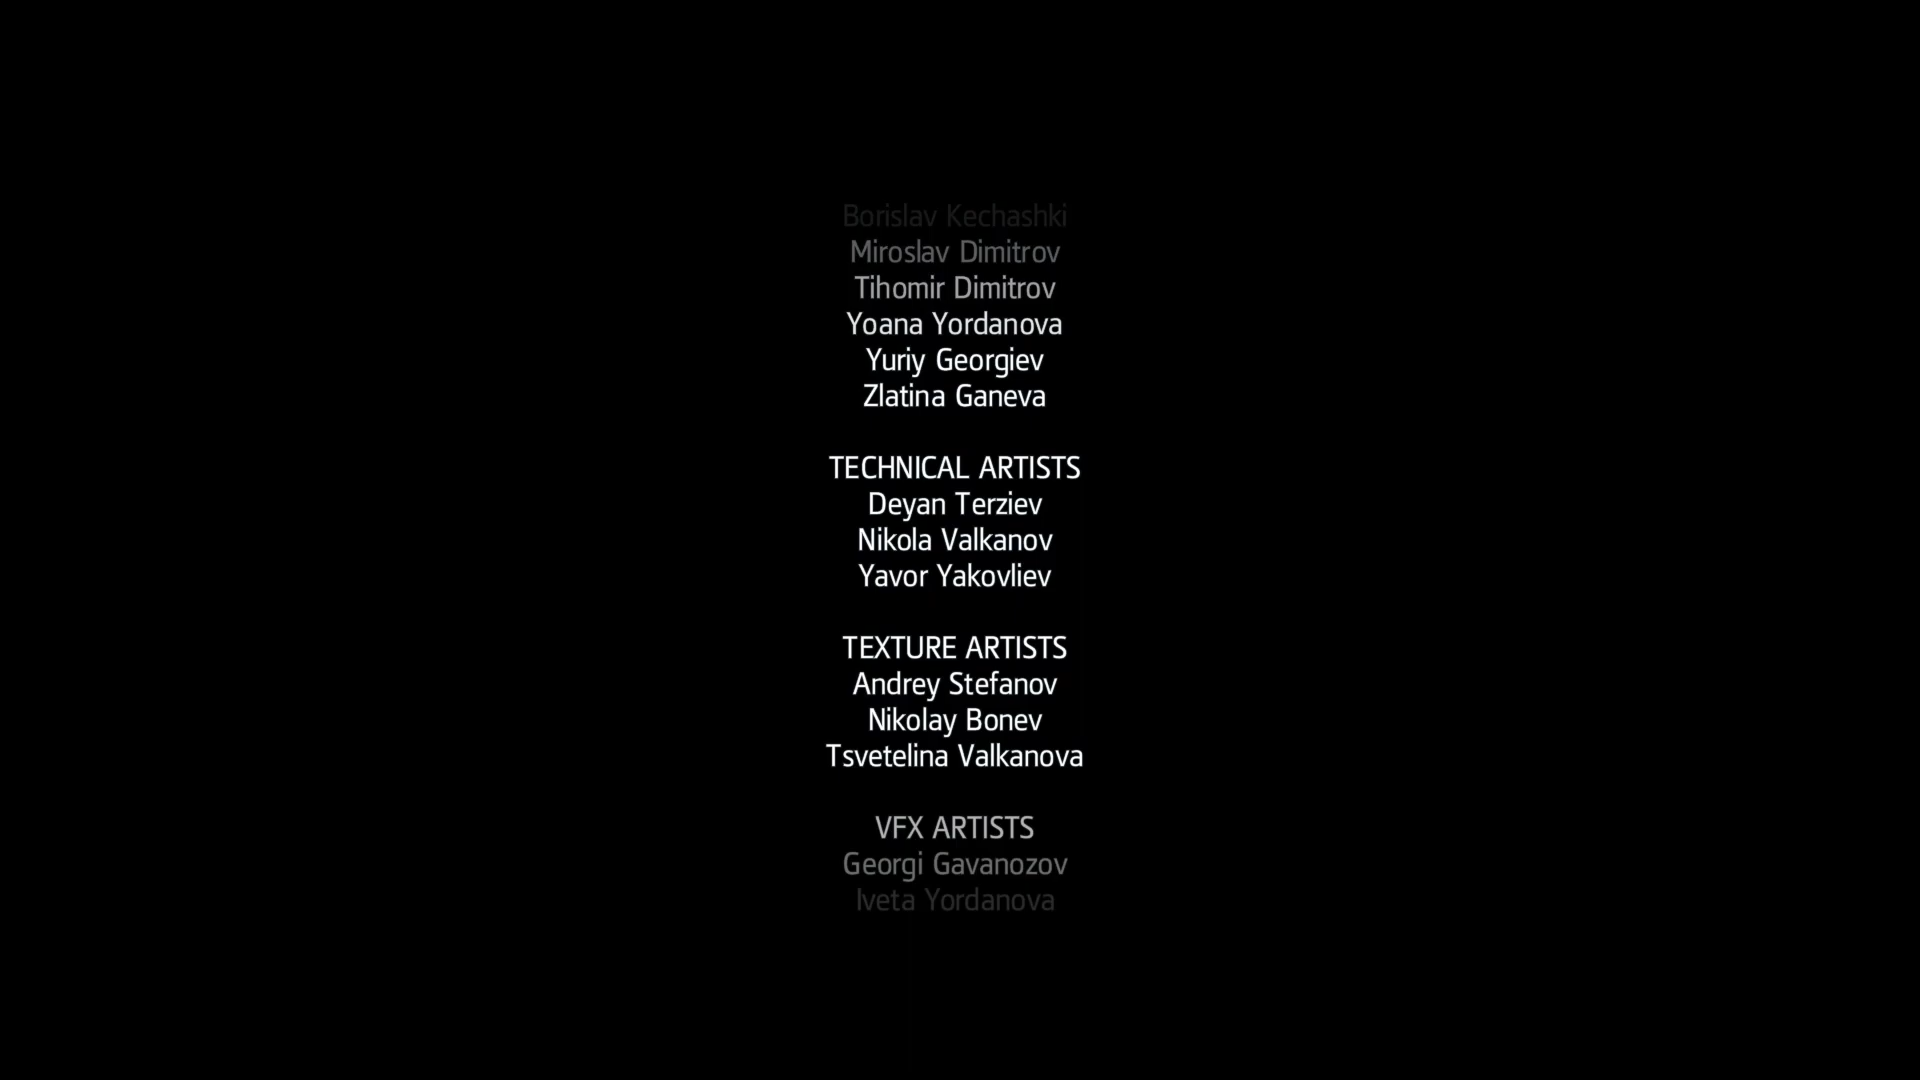 Borislav Kechashki
Miroslav Dimitrov
Tihomir Dimitrov
Yoana Yordanova
Yuriy Georgiev
Zlatina Ganeva
TECHNICAL ARTISTS
Deyan Terziev
Nikola Valkanov
Yavor Yakovliev
TEXTURE ARTISTS
Andrey Stefanov
Nikolay Bonev
Tsvetelina Valkanova
VFX ARTISTS
Georgi Gavanozov
Iveta Yordanova